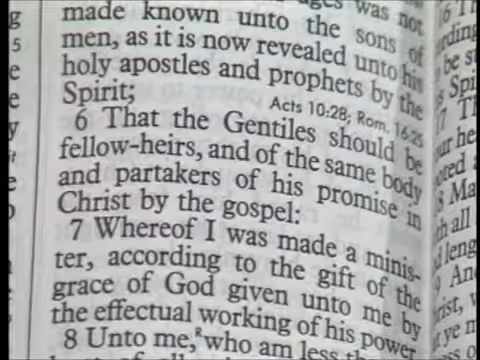 ages was not
made known unto the sons of
men, as it is now revealed unto his
holy apostles and prophets by the
Spirit;
Acts 10:28; Rom. 16:25
6 That the Gentiles should be
fellow-heirs, and of the same body
and partakers of his promise in
Christ by the gospel:
7 Whereof I was made a minis-
ter, according to the gift of the
grace of God given unto me by
the effectual working of his power
8 Unto me, who am less than